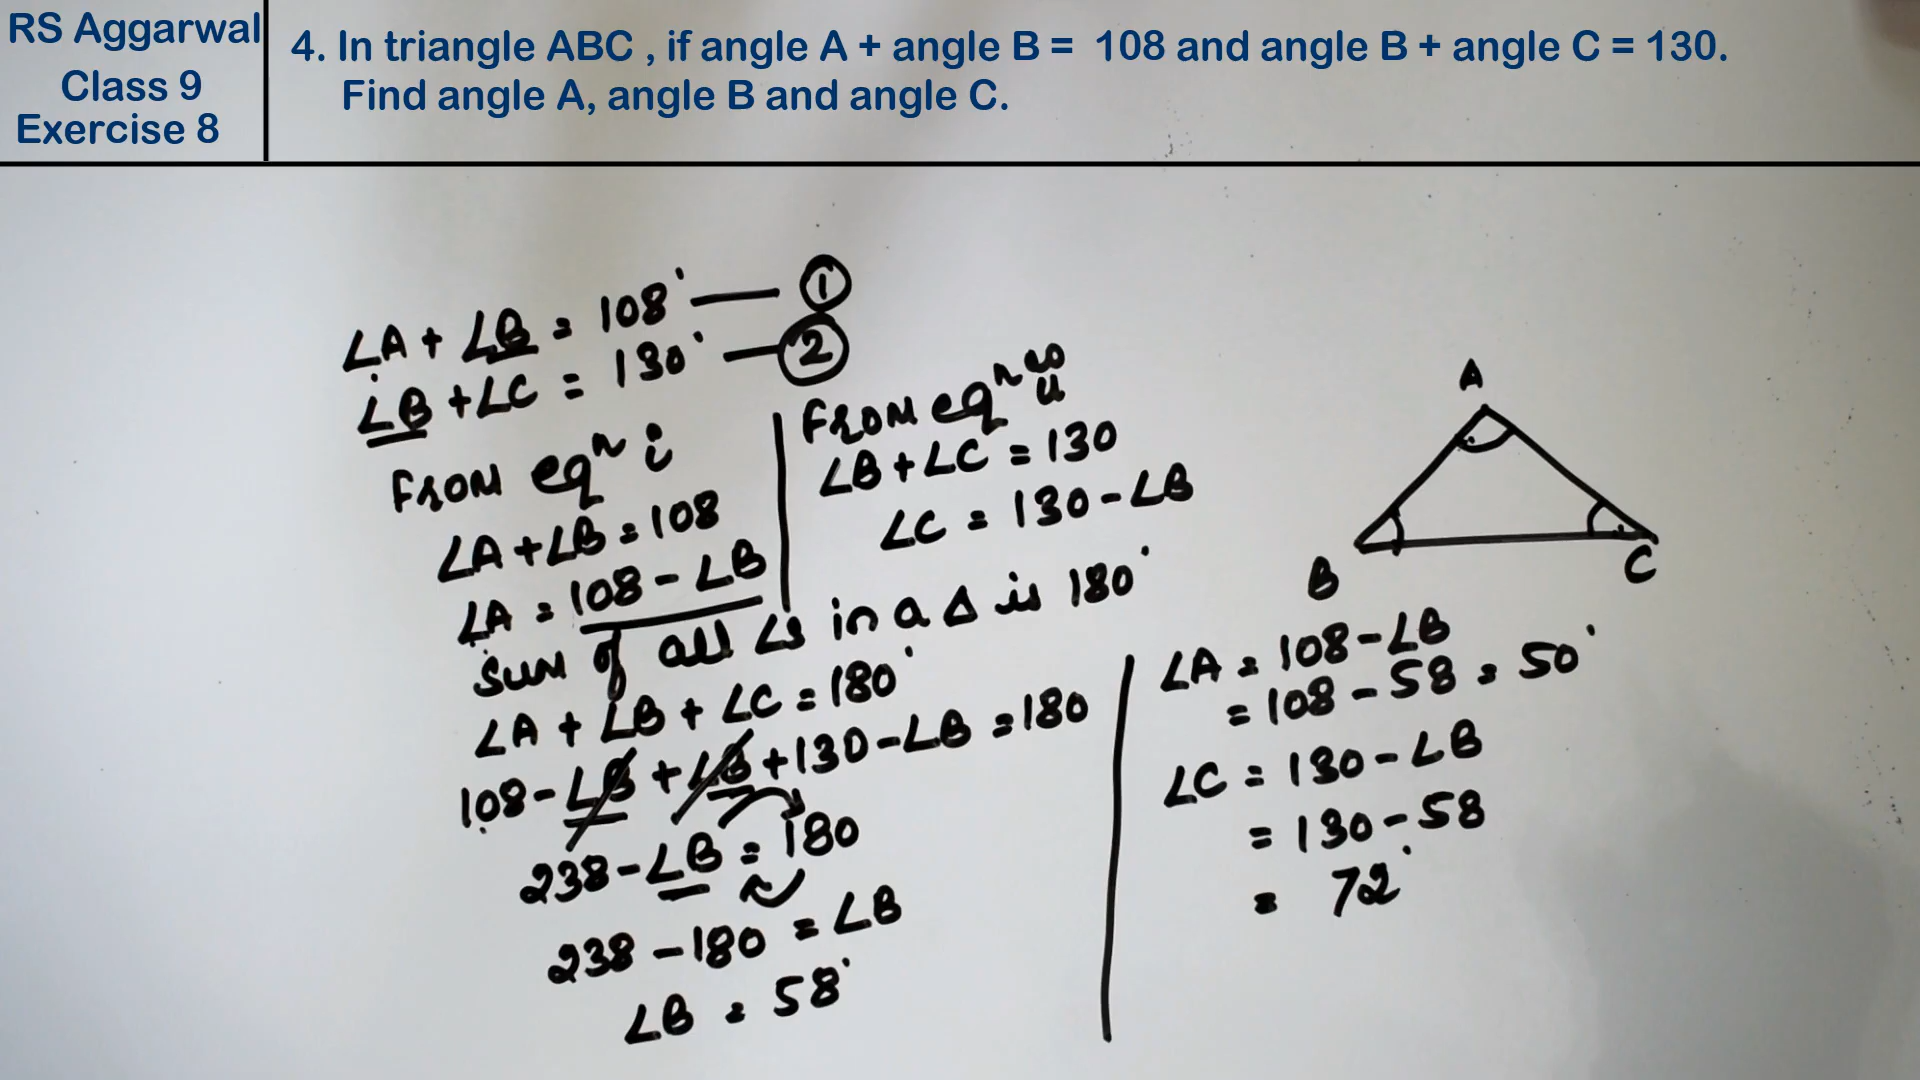 RS Aggarwal
Class 9
Exercise 8
4. In triangle ABC , if angle A + angle B = 108 and angle B + angle C = 130.
Find angle A, angle B and angle C.
∠A + ∠B = 108° — ①
∠B + ∠C = 130° — ②
FROM eqⁿ i
∠A + ∠B = 108
∠A = 108 - ∠B
FROM eqⁿ ii
∠B + ∠C = 130
∠C = 130 - ∠B
SUM of all ∠s in a Δ is 180°
∠A + ∠B + ∠C = 180°
108 - ∠B + ∠B + 130 - ∠B = 180
238 - ∠B = 180
238 - 180 = ∠B
∠B = 58°
A
B
C
∠A = 108 - ∠B
= 108 - 58 = 50°
∠C = 130 - ∠B
= 130 - 58
= 72°